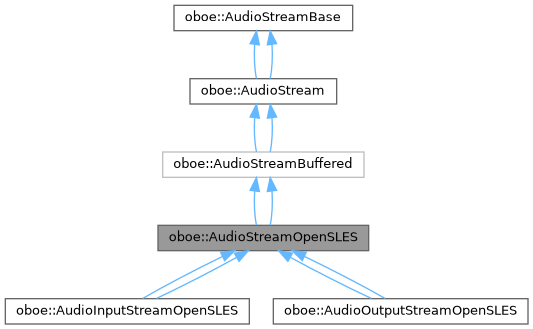 oboe::AudioStreamBase
oboe::AudioStream
oboe::AudioStreamBuffered
oboe::AudioStreamOpenSLES
oboe::AudioInputStreamOpenSLES
oboe::AudioOutputStreamOpenSLES